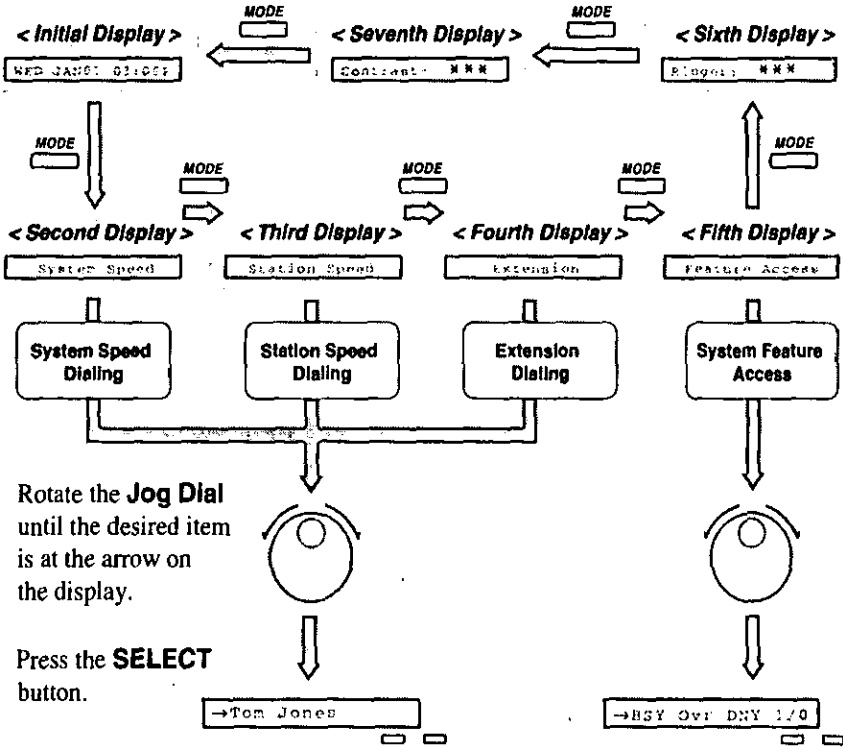 MODE MODE
< Initial Display > < Seventh Display > < Sixth Display >
Contrast: *** Ringer: ***
MODE MODE MODE MODE MODE
< Second Display > < Third Display > < Fourth Display > < Fifth Display >
System Speed Station Speed Extension Feature Access
System Speed Dialing
Station Speed Dialing
Extension Dialing
System Feature Access
Rotate the Jog Dial
until the desired item
is at the arrow on
the display.
Press the SELECT
button.
→Tom Jones →BSY Ovr DNY 1/0